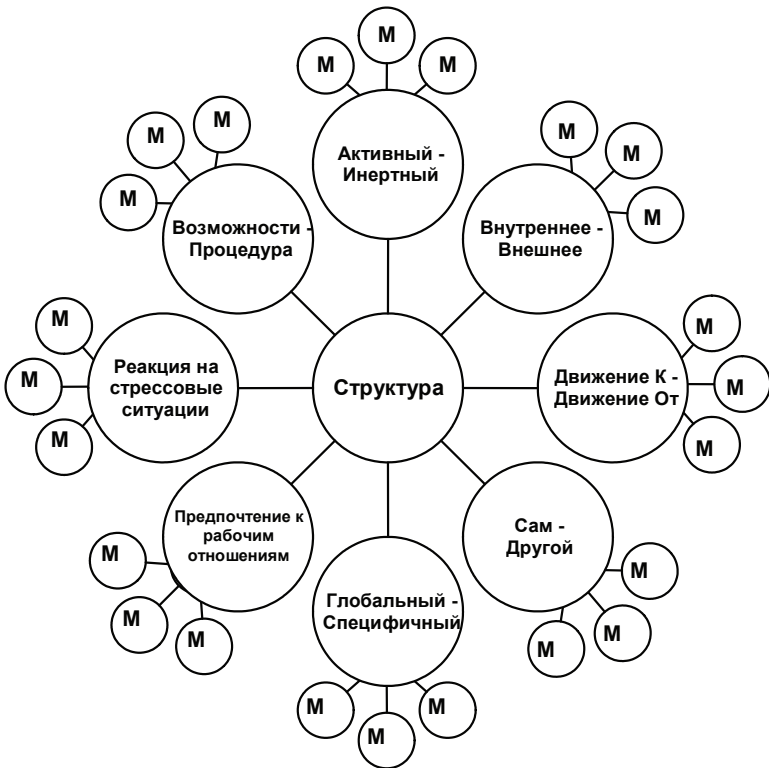 М
М
М
Активный -
Инертный
М
М
М
Внутреннее -
Внешнее
М
М
М
Движение К -
Движение От
М
М
М
Сам -
Другой
М
М
М
Глобальный -
Специфичный
М
М
М
Предпочтение к
рабочим
отношениям
М
М
М
Реакция на
стрессовые
ситуации
М
М
М
Возможности -
Процедура
М
М
М
Структура